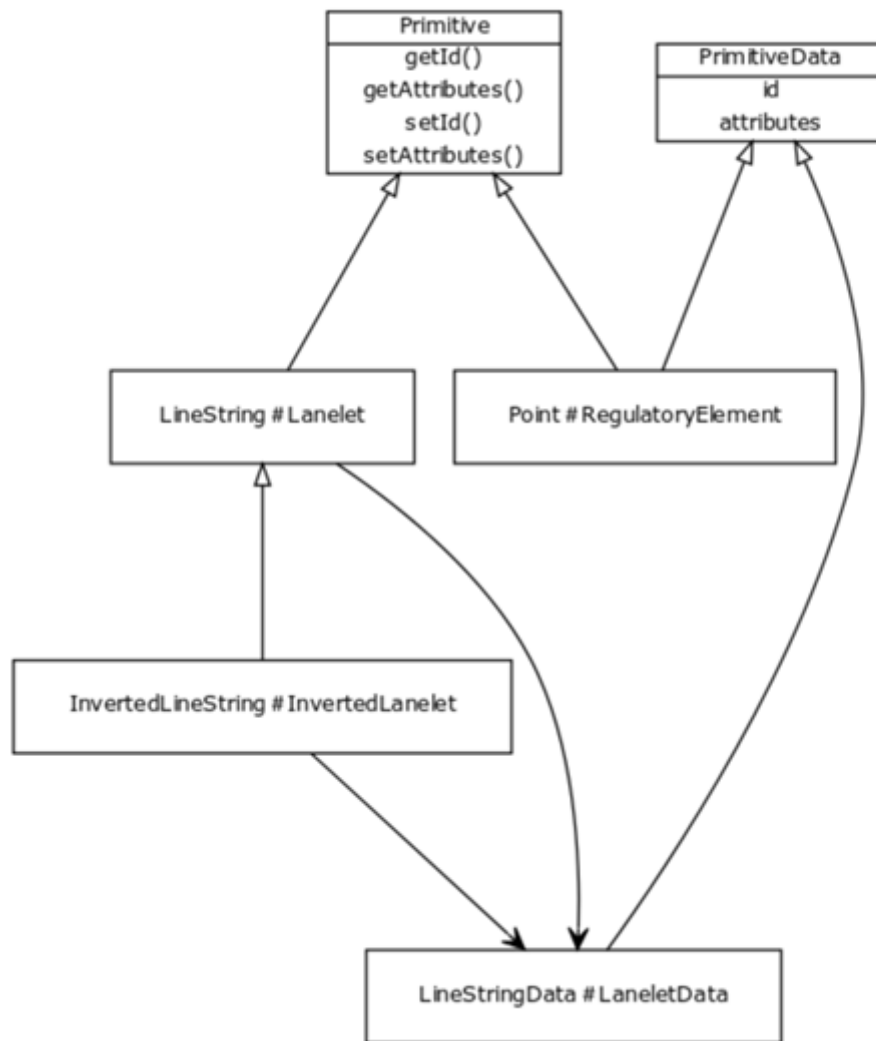 Primitive
getId()
getAttributes()
setId()
setAttributes()
PrimitiveData
id
attributes
LineString # Lanelet
Point # RegulatoryElement
InvertedLineString # InvertedLanelet
LineStringData # LaneletData